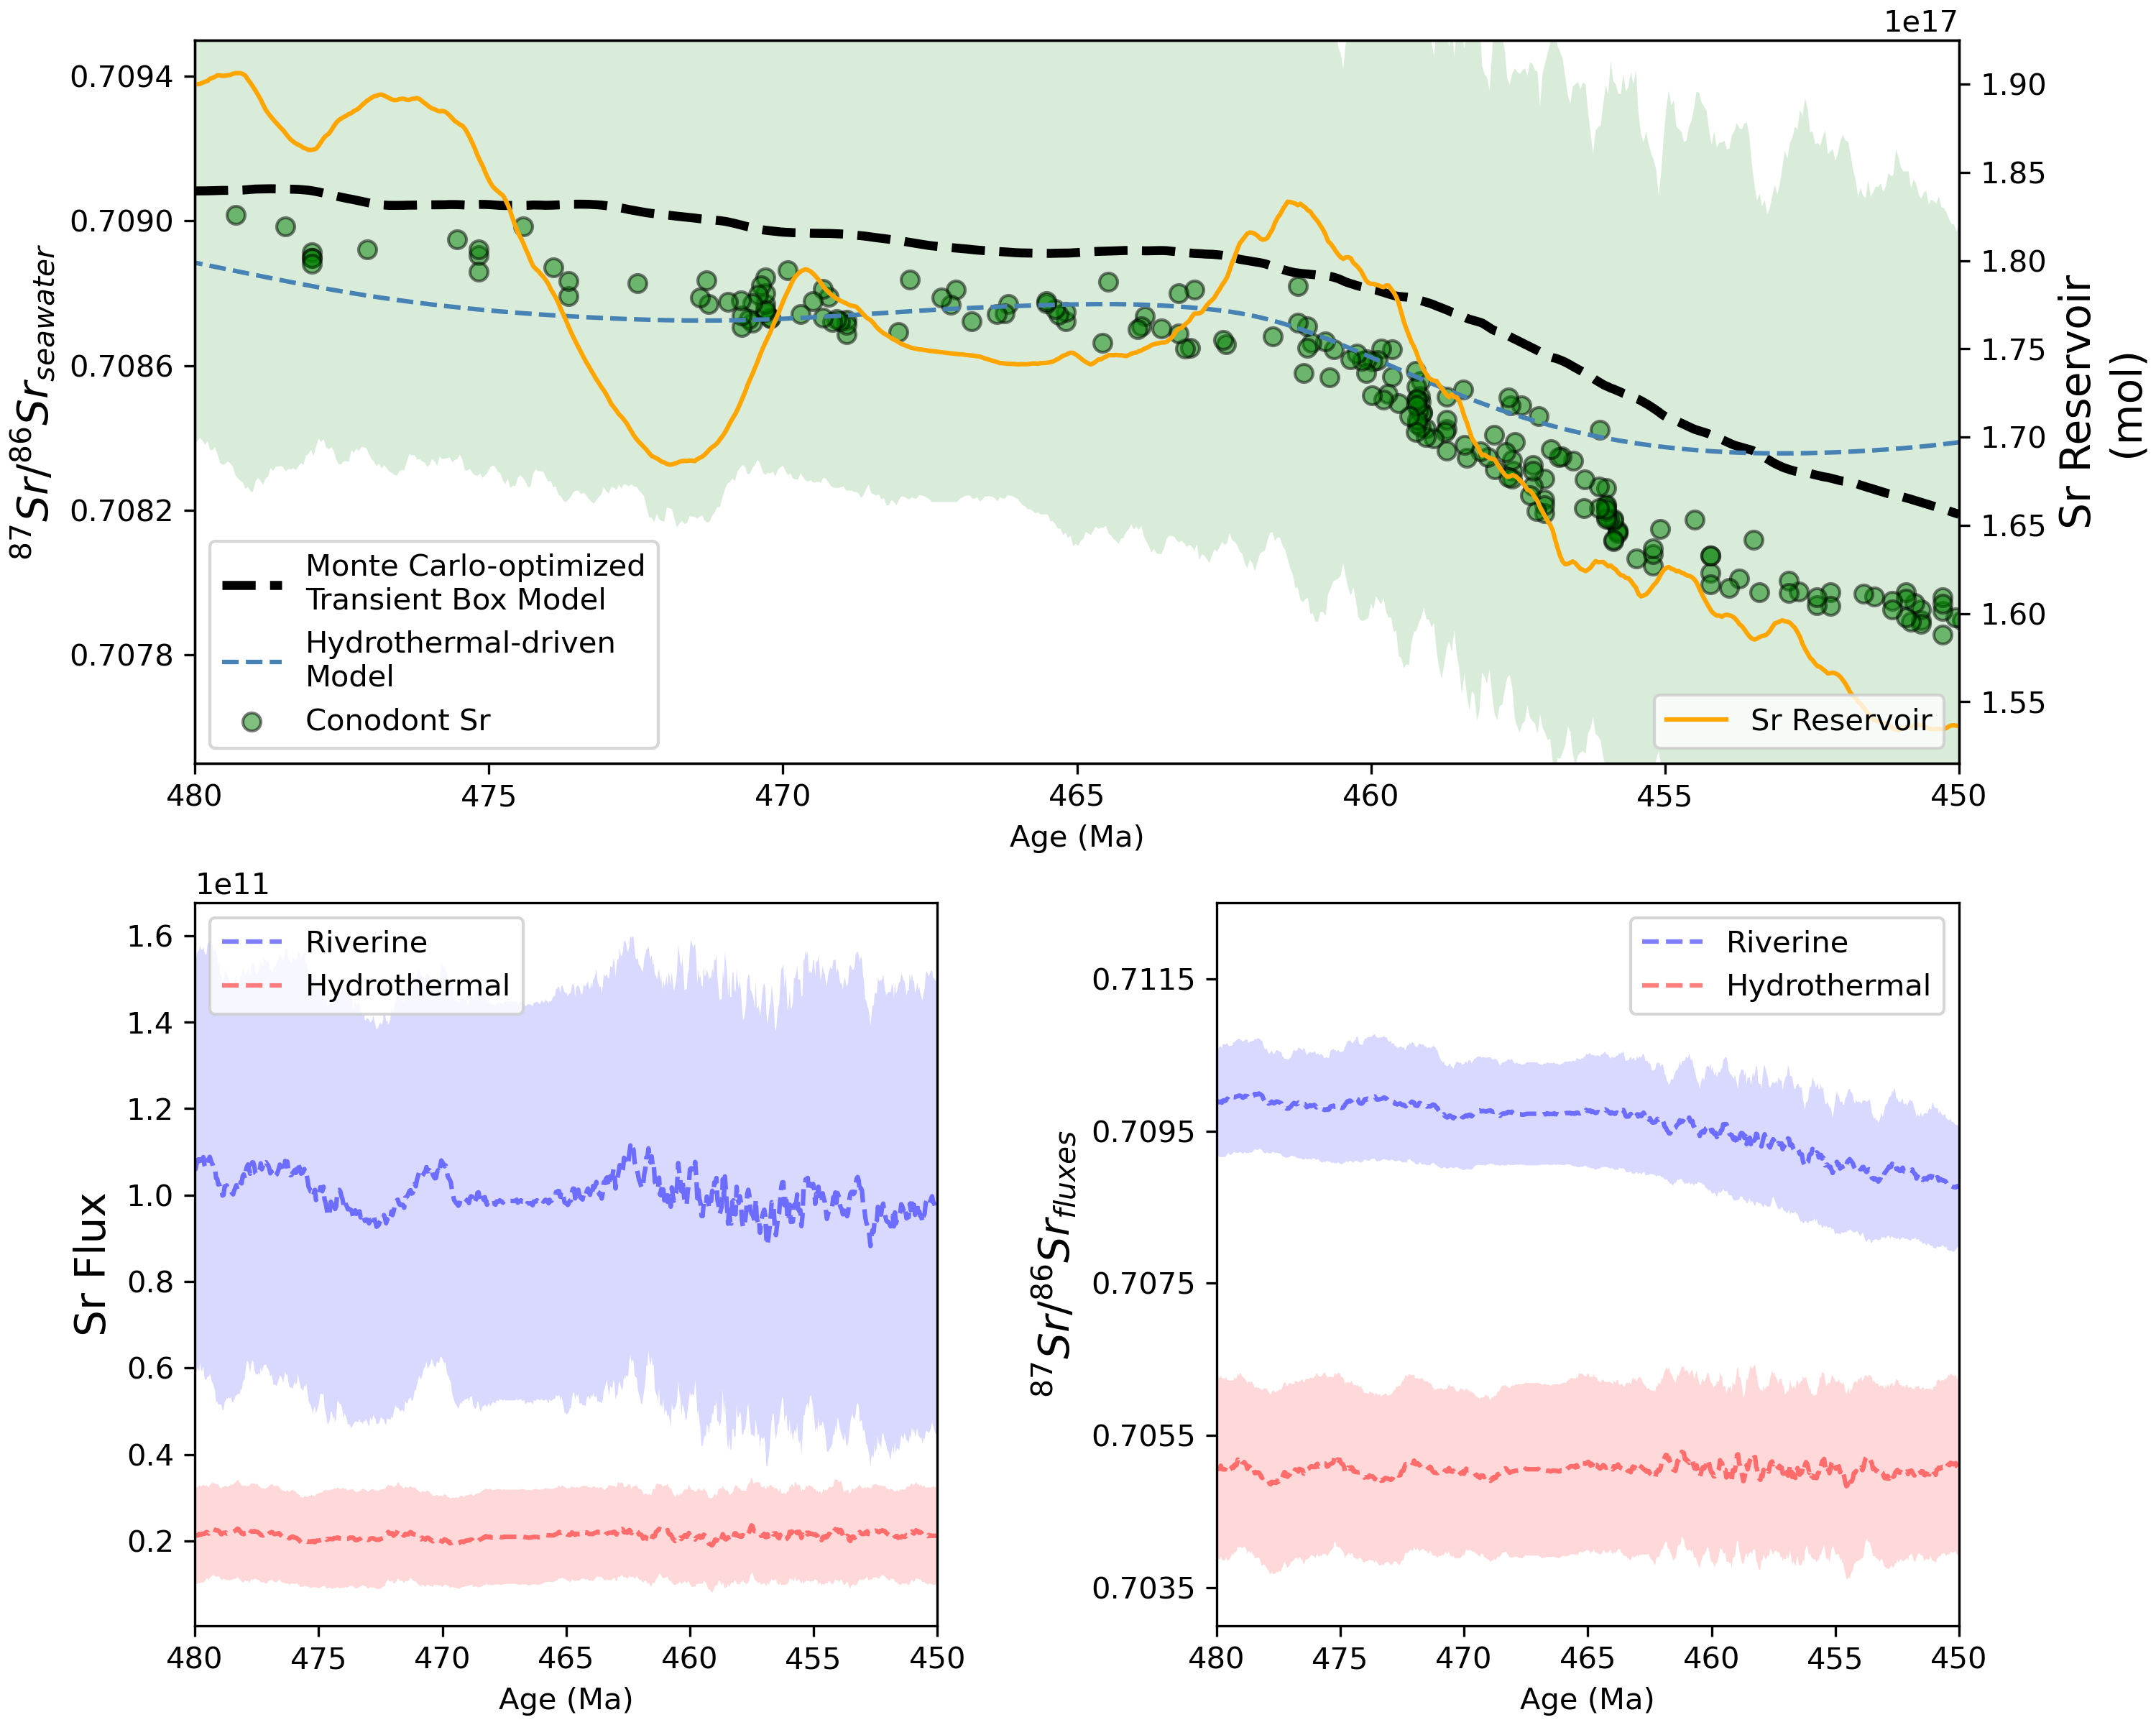 1e17
0.7094
0.7090
0.7086
0.7082
0.7078
⁸⁷Sr/⁸⁶Sr_seawater
1.90
1.85
1.80
1.75
1.70
1.65
1.60
1.55
Sr Reservoir
(mol)
Monte Carlo-optimized
Transient Box Model
Hydrothermal-driven
Model
Conodont Sr
Sr Reservoir
480 475 470 465 460 455 450
Age (Ma)
1e11
1.6
1.4
1.2
1.0
0.8
0.6
0.4
0.2
Sr Flux
Riverine
Hydrothermal
480 475 470 465 460 455 450
Age (Ma)
0.7115
0.7095
0.7075
0.7055
0.7035
⁸⁷Sr/⁸⁶Sr_fluxes
Riverine
Hydrothermal
480 475 470 465 460 455 450
Age (Ma)